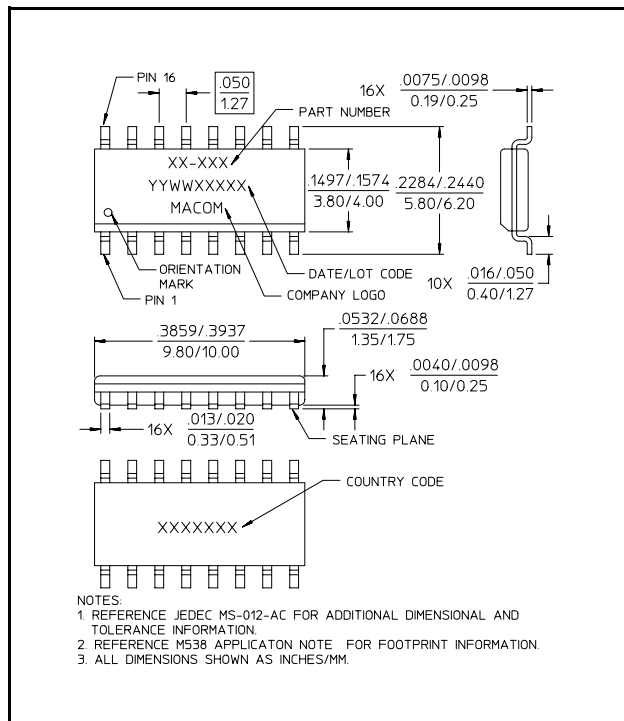 PIN 16
.050
1.27
PART NUMBER
16X .0075/.0098
0.19/0.25
XX-XXX
YYWWXXXXX
MACOM
.1497/.1574
3.80/4.00
.2284/.2440
5.80/6.20
ORIENTATION
MARK
PIN 1
DATE/LOT CODE
COMPANY LOGO
10X .016/.050
0.40/1.27
.3859/.3937
9.80/10.00
.0532/.0688
1.35/1.75
16X .0040/.0098
0.10/0.25
16X .013/.020
0.33/0.51
SEATING PLANE
COUNTRY CODE
XXXXXXX
NOTES:
1. REFERENCE JEDEC MS-012-AC FOR ADDITIONAL DIMENSIONAL AND
TOLERANCE INFORMATION.
2. REFERENCE M538 APPLICATON NOTE FOR FOOTPRINT INFORMATION.
3. ALL DIMENSIONS SHOWN AS INCHES/MM.